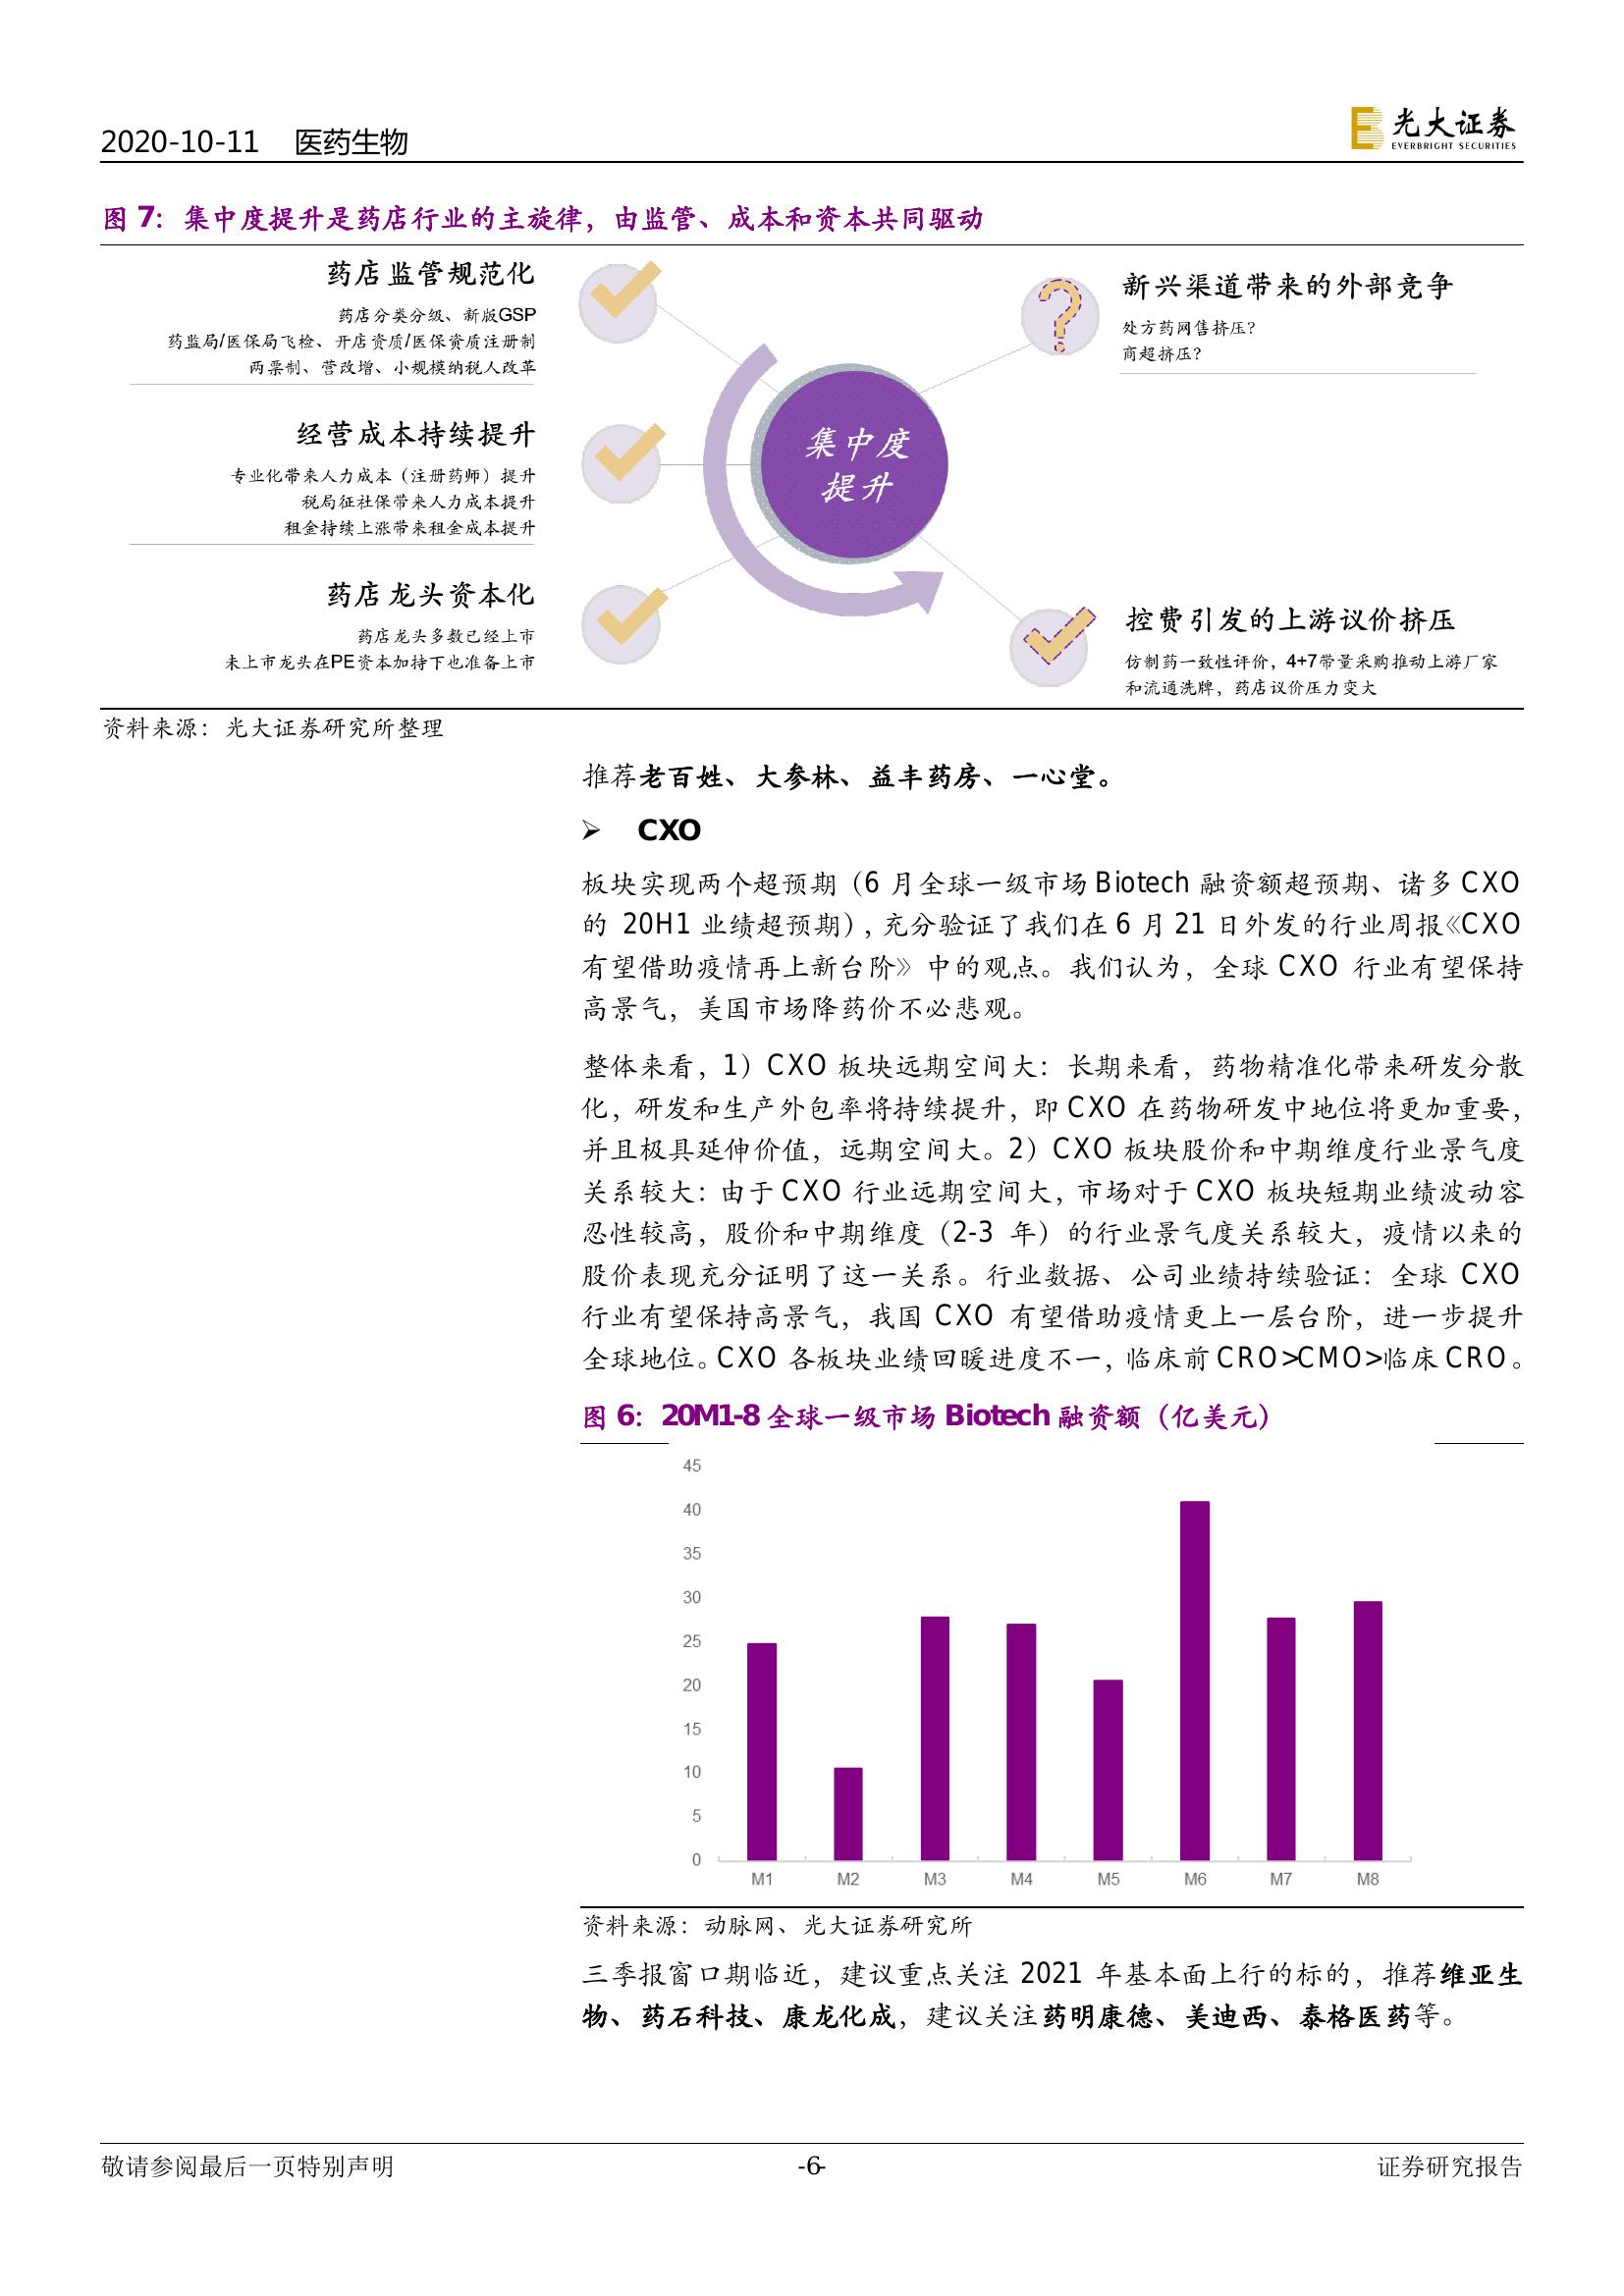 2020-10-11 医药生物
光大证券
EVERBRIGHT SECURITIES
图 7：集中度提升是药店行业的主旋律，由监管、成本和资本共同驱动
药店监管规范化
药店分类分级、新版GSP
药监局/医保局飞检、开店资质/医保资质注册制
两票制、营改增、小规模纳税人改革
经营成本持续提升
专业化带来人力成本（注册药师）提升
税局征社保带来人力成本提升
租金持续上涨带来租金成本提升
药店龙头资本化
药店龙头多数已经上市
未上市龙头在PE资本加持下也准备上市
集中度
提升
新兴渠道带来的外部竞争
处方药网售挤压？
商超挤压？
控费引发的上游议价挤压
仿制药一致性评价，4+7带量采购推动上游厂家
和流通洗牌，药店议价压力变大
资料来源：光大证券研究所整理
推荐老百姓、大参林、益丰药房、一心堂。
➢ CXO
板块实现两个超预期（6 月全球一级市场 Biotech 融资额超预期、诸多 CXO
的 20H1 业绩超预期），充分验证了我们在 6 月 21 日外发的行业周报《CXO
有望借助疫情再上新台阶》中的观点。我们认为，全球 CXO 行业有望保持
高景气，美国市场降药价不必悲观。
整体来看，1）CXO 板块远期空间大：长期来看，药物精准化带来研发分散
化，研发和生产外包率将持续提升，即 CXO 在药物研发中地位将更加重要，
并且极具延伸价值，远期空间大。2）CXO 板块股价和中期维度行业景气度
关系较大：由于 CXO 行业远期空间大，市场对于 CXO 板块短期业绩波动容
忍性较高，股价和中期维度（2-3 年）的行业景气度关系较大，疫情以来的
股价表现充分证明了这一关系。行业数据、公司业绩持续验证：全球 CXO
行业有望保持高景气，我国 CXO 有望借助疫情更上一层台阶，进一步提升
全球地位。CXO 各板块业绩回暖进度不一，临床前 CRO>CMO>临床 CRO。
图 6：20M1-8 全球一级市场 Biotech 融资额（亿美元）
45
40
35
30
25
20
15
10
5
0
M1 M2 M3 M4 M5 M6 M7 M8
资料来源：动脉网、光大证券研究所
三季报窗口期临近，建议重点关注 2021 年基本面上行的标的，推荐维亚生
物、药石科技、康龙化成，建议关注药明康德、美迪西、泰格医药等。
敬请参阅最后一页特别声明 -6- 证券研究报告